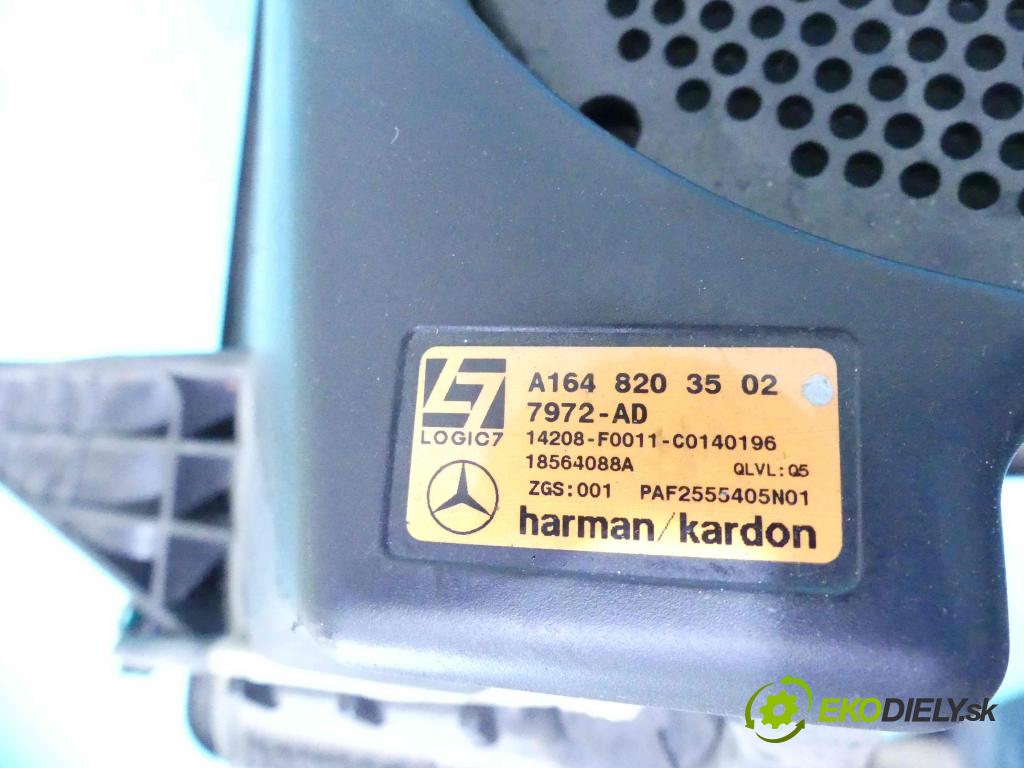 A164 820 35 02
7972-AD
LOGIC7
14208-F0011-C0140196
18564088A QLVL:Q5
ZGS:001 PAF2555405N01
harman/kardon
EKODIELY.sk